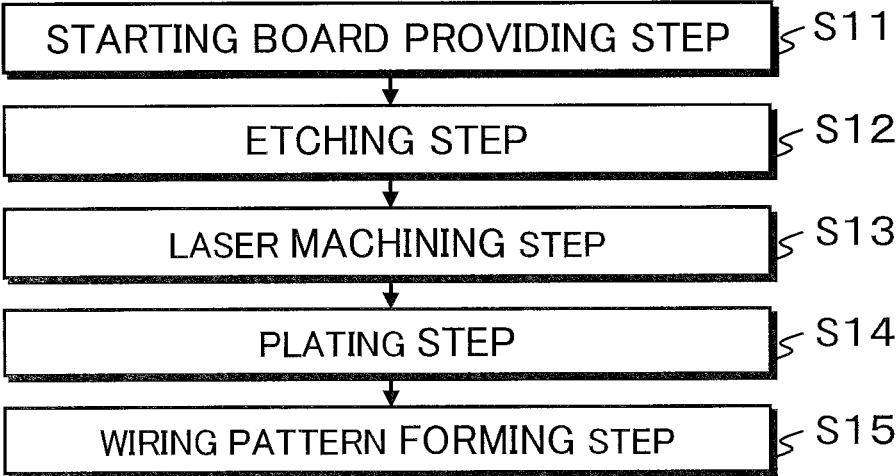 STARTING BOARD PROVIDING STEP S11
ETCHING STEP S12
LASER MACHINING STEP S13
PLATING STEP S14
WIRING PATTERN FORMING STEP S15